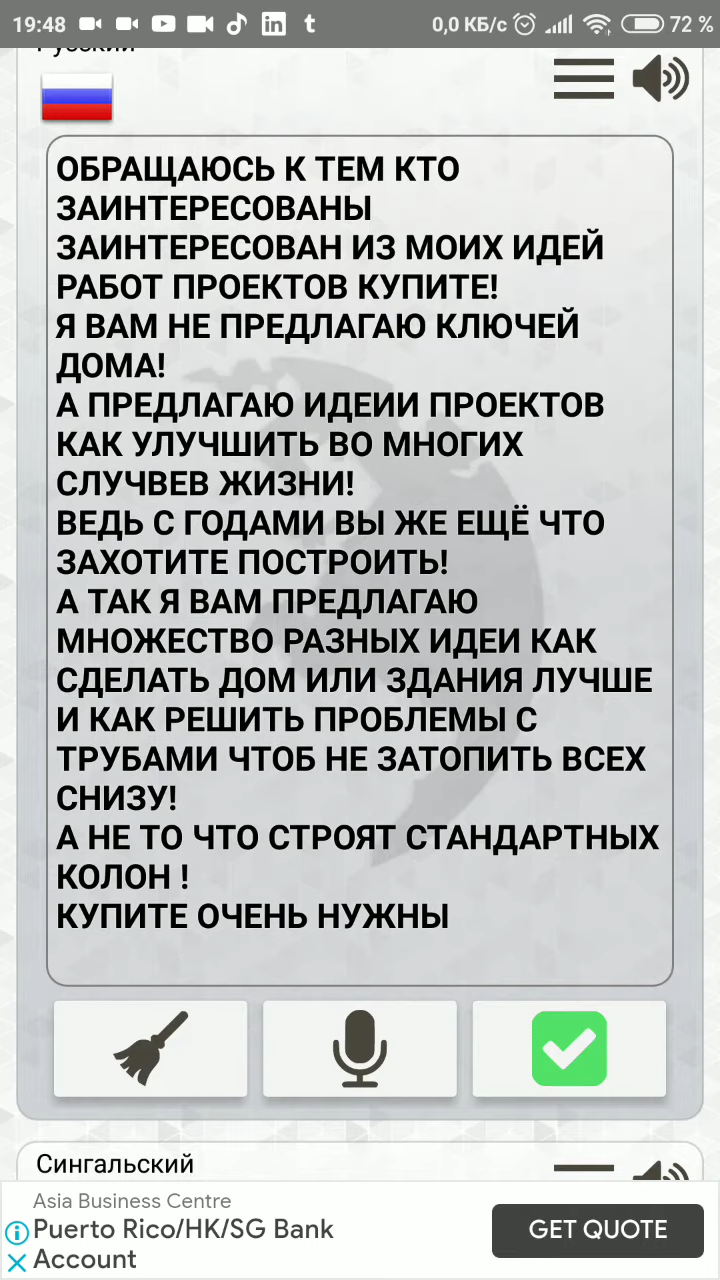 19:48
in
t
0,0 КБ/с
72 %
Русский
ОБРАЩАЮСЬ К ТЕМ КТО
ЗАИНТЕРЕСОВАНЫ
ЗАИНТЕРЕСОВАН ИЗ МОИХ ИДЕЙ
РАБОТ ПРОЕКТОВ КУПИТЕ!
Я ВАМ НЕ ПРЕДЛАГАЮ КЛЮЧЕЙ
ДОМА!
А ПРЕДЛАГАЮ ИДЕИИ ПРОЕКТОВ
КАК УЛУЧШИТЬ ВО МНОГИХ
СЛУЧВЕВ ЖИЗНИ!
ВЕДЬ С ГОДАМИ ВЫ ЖЕ ЕЩЁ ЧТО
ЗАХОТИТЕ ПОСТРОИТЬ!
А ТАК Я ВАМ ПРЕДЛАГАЮ
МНОЖЕСТВО РАЗНЫХ ИДЕИ КАК
СДЕЛАТЬ ДОМ ИЛИ ЗДАНИЯ ЛУЧШЕ
И КАК РЕШИТЬ ПРОБЛЕМЫ С
ТРУБАМИ ЧТОБ НЕ ЗАТОПИТЬ ВСЕХ
СНИЗУ!
А НЕ ТО ЧТО СТРОЯТ СТАНДАРТНЫХ
КОЛОН !
КУПИТЕ ОЧЕНЬ НУЖНЫ
Сингальский
Asia Business Centre
Puerto Rico/HK/SG Bank
Account
GET QUOTE